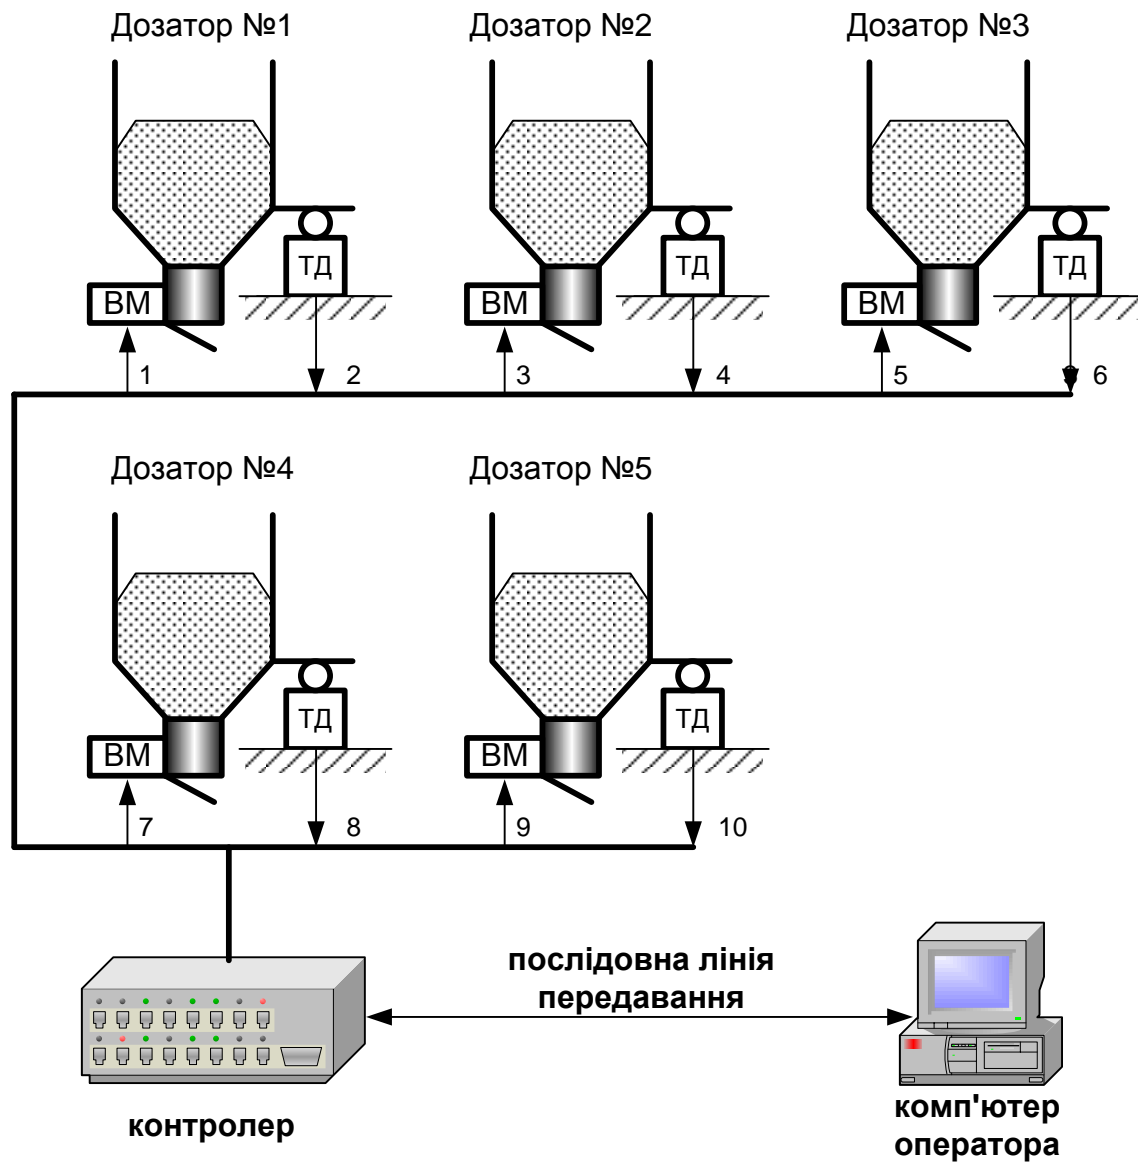 Дозатор №1 Дозатор №2 Дозатор №3
ТД ТД ТД
ВМ ВМ ВМ
1 2 3 4 5 6
Дозатор №4 Дозатор №5
ТД ТД
ВМ ВМ
7 8 9 10
послідовна лінія
передавання
контролер
комп'ютер
оператора